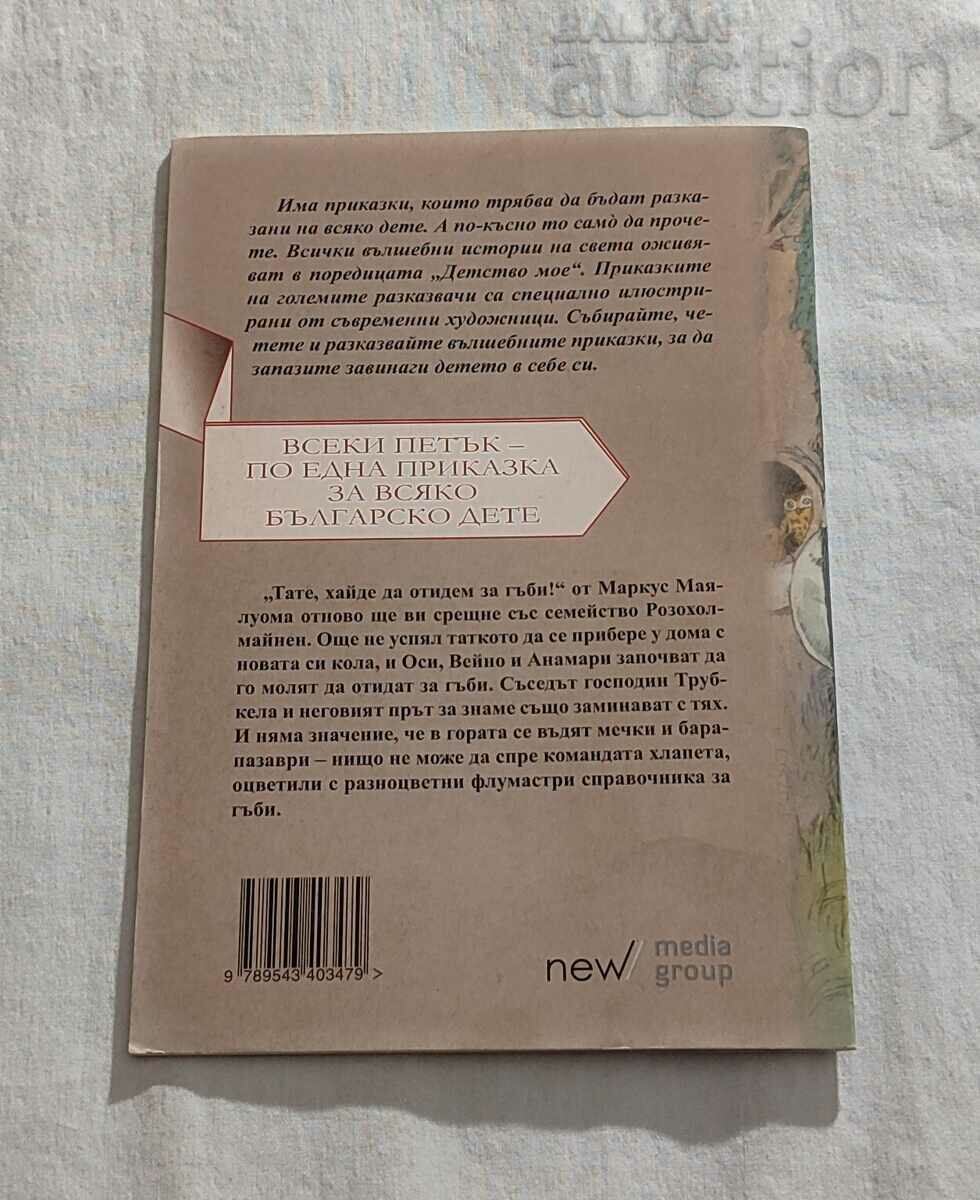 BALKAN
auction
Има приказки, които трябва да бъдат разка-
зани на всяко дете. А по-късно то самò да проче-
те. Всички вълшебни истории на света оживя-
ват в поредицата „Детство мое“. Приказките
на големите разказвачи са специално илюстри-
рани от съвременни художници. Събирайте, че-
тете и разказвайте вълшебните приказки, за да
запазите завинаги детето в себе си.
ВСЕКИ ПЕТЪК –
ПО ЕДНА ПРИКАЗКА
ЗА ВСЯКО
БЪЛГАРСКО ДЕТЕ
„Тате, хайде да отидем за гъби!“ от Маркус Мая-
луома отново ще ви срещне със семейство Розохол-
майнен. Още не успял таткото да се прибере у дома с
новата си кола, и Оси, Вейно и Анамари започват да
го молят да отидат за гъби. Съседът господин Труб-
кела и неговият прът за знаме също заминават с тях.
И няма значение, че в гората се въдят мечки и бара-
пазаври – нищо не може да спре командата хлапета,
оцветили с разноцветни флумастри справочника за
гъби.
9 789543 403479 >
new media
group